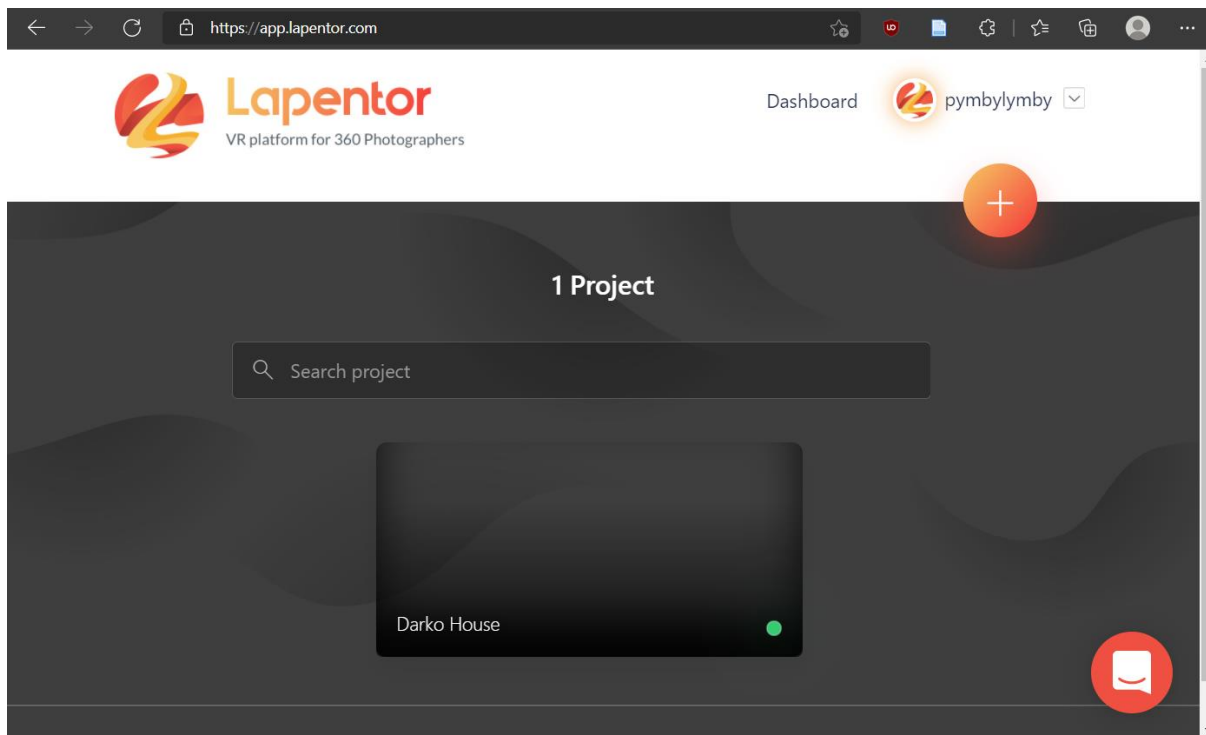 https://app.lapentor.com
Lapentor
VR platform for 360 Photographers
Dashboard
pymbylymby
1 Project
Search project
Darko House